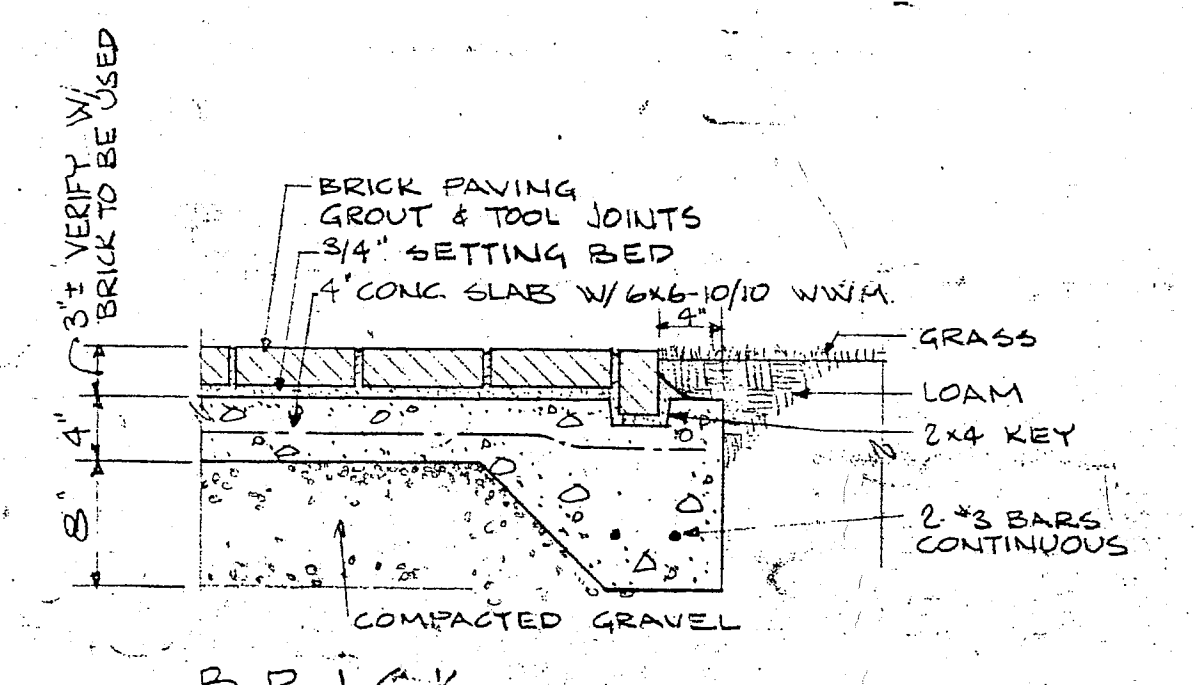 3"± VERIFY W/
BRICK TO BE USED
BRICK PAVING
GROUT & TOOL JOINTS
3/4" SETTING BED
4" CONC. SLAB W/ 6x6-10/10 WWM.
4"
GRASS
LOAM
2x4 KEY
2 #3 BARS
CONTINUOUS
4"
8"
COMPACTED GRAVEL
BRICK